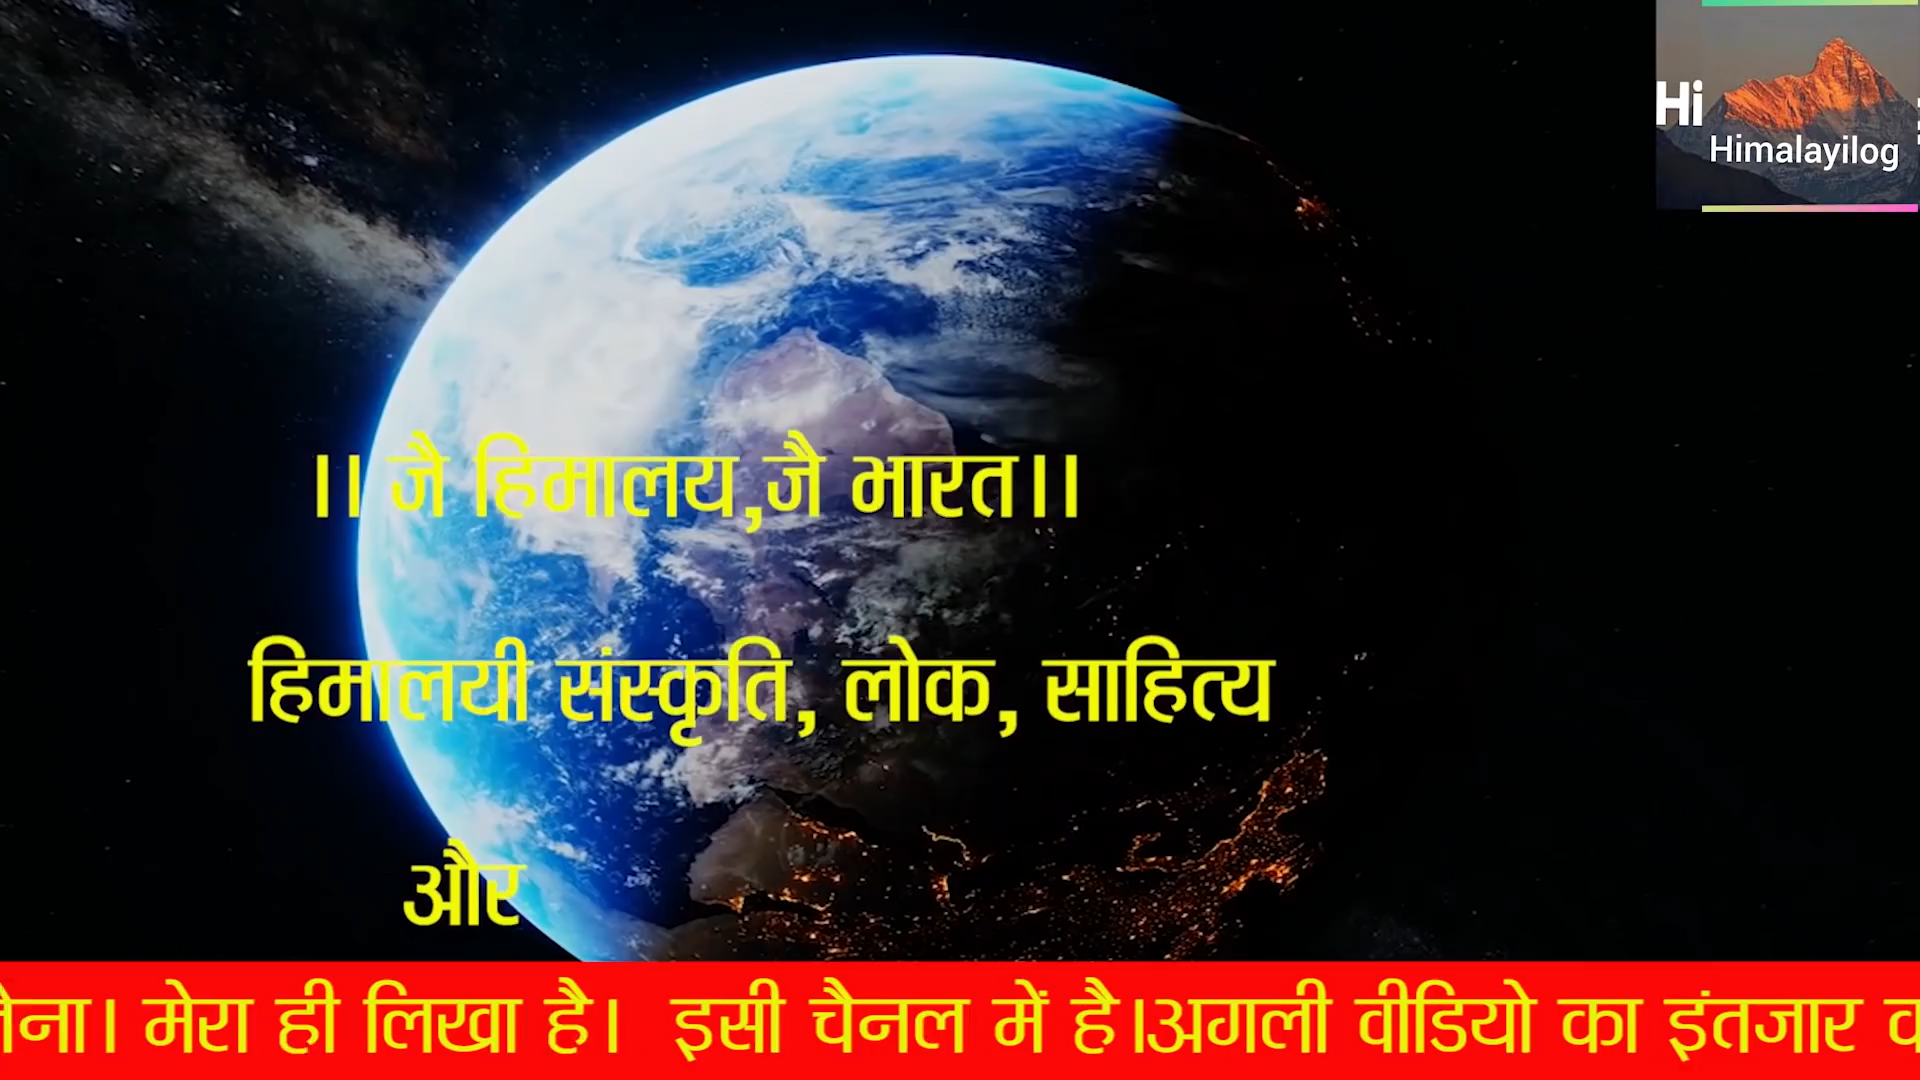 Hi
Himalayilog
।। जै हिमालय,जै भारत।।
हिमालयी संस्कृति, लोक, साहित्य
और
मेरा ही लिखा है। इसी चैनल में है।अगली वीडियो का इंतजार